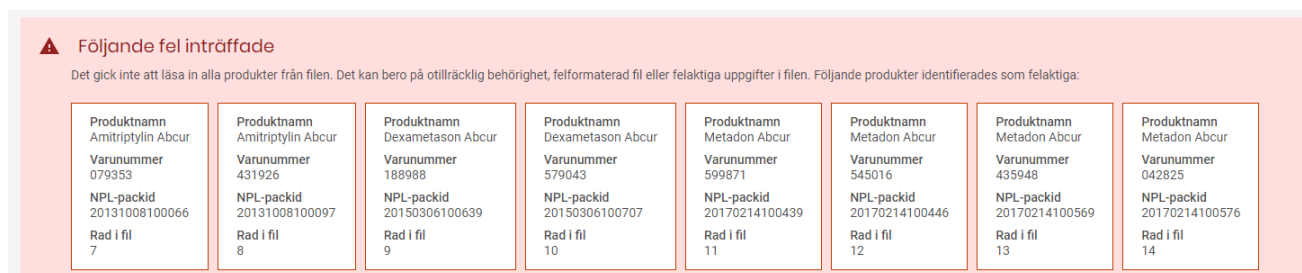 Följande fel inträffade
Det gick inte att läsa in alla produkter från filen. Det kan bero på otillräcklig behörighet, felformaterad fil eller felaktiga uppgifter i filen. Följande produkter identifierades som felaktiga:
Produktnamn
Amitriptylin Abcur
Varunummer
079353
NPL-packid
20131008100066
Rad i fil
7
Produktnamn
Amitriptylin Abcur
Varunummer
431926
NPL-packid
20131008100097
Rad i fil
8
Produktnamn
Dexametason Abcur
Varunummer
188988
NPL-packid
20150306100639
Rad i fil
9
Produktnamn
Dexametason Abcur
Varunummer
579043
NPL-packid
20150306100707
Rad i fil
10
Produktnamn
Metadon Abcur
Varunummer
599871
NPL-packid
20170214100439
Rad i fil
11
Produktnamn
Metadon Abcur
Varunummer
545016
NPL-packid
20170214100446
Rad i fil
12
Produktnamn
Metadon Abcur
Varunummer
435948
NPL-packid
20170214100569
Rad i fil
13
Produktnamn
Metadon Abcur
Varunummer
042825
NPL-packid
20170214100576
Rad i fil
14